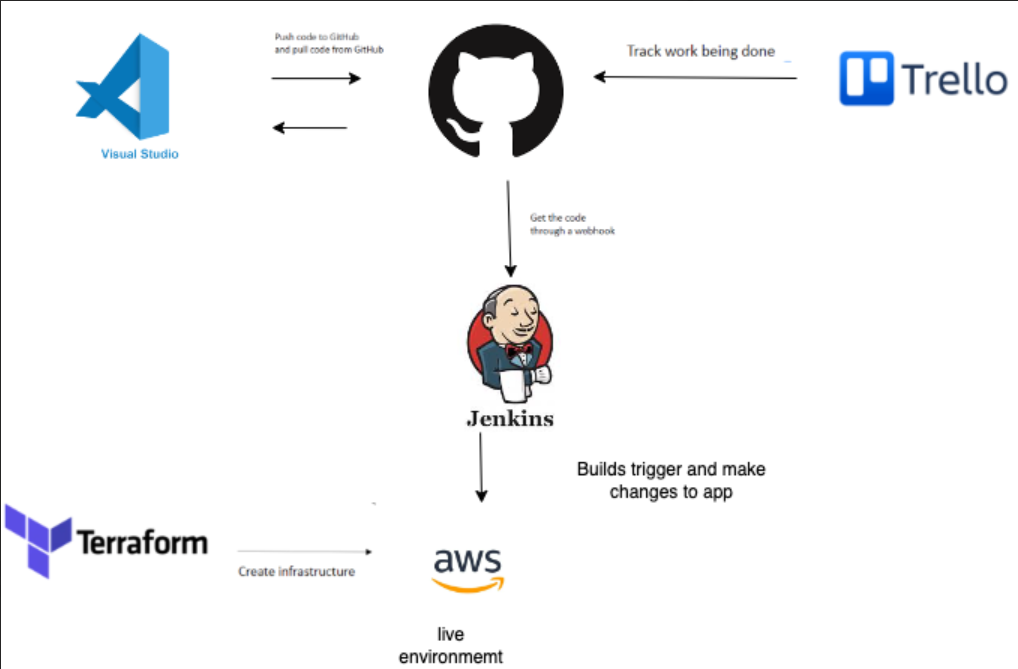 Push code to GitHub
and pull code from GitHub
Track work being done
Trello
Visual Studio
Get the code
through a webhook
Jenkins
Builds trigger and make
changes to app
Terraform
Create infrastructure
aws
live
environmemt